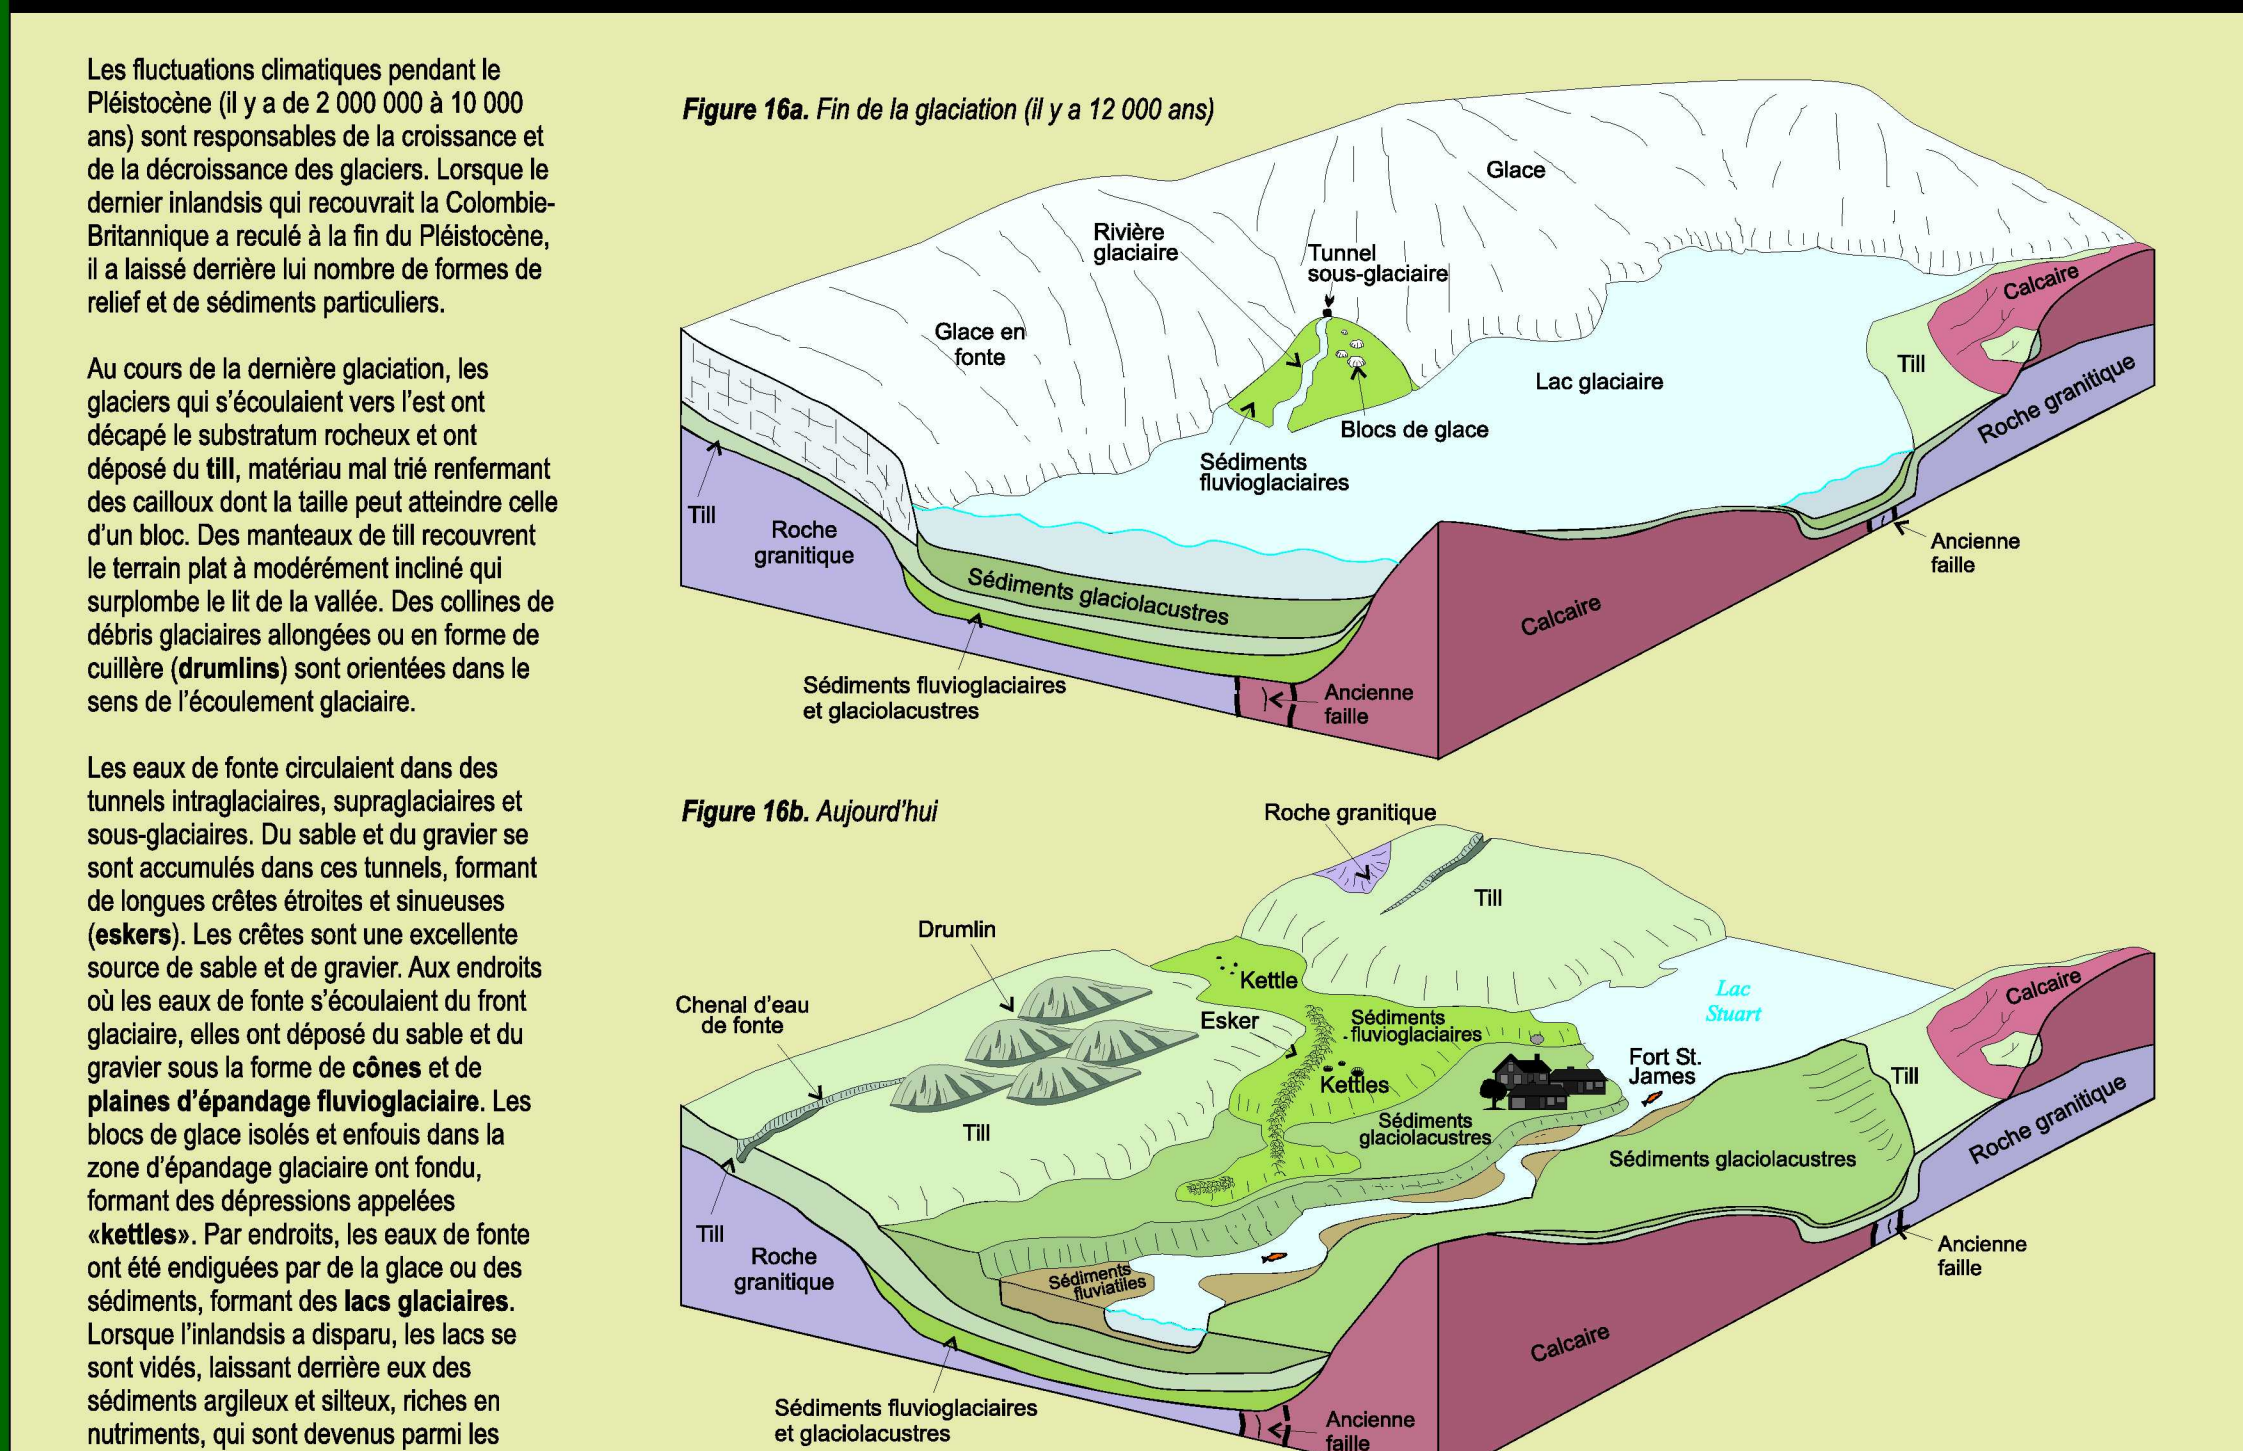 Les fluctuations climatiques pendant le
Pléistocène (il y a de 2 000 000 à 10 000
ans) sont responsables de la croissance et
de la décroissance des glaciers. Lorsque le
dernier inlandsis qui recouvrait la Colombie-
Britannique a reculé à la fin du Pléistocène,
il a laissé derrière lui nombre de formes de
relief et de sédiments particuliers.
Au cours de la dernière glaciation, les
glaciers qui s'écoulaient vers l'est ont
décapé le substratum rocheux et ont
déposé du till, matériau mal trié renfermant
des cailloux dont la taille peut atteindre celle
d'un bloc. Des manteaux de till recouvrent
le terrain plat à modérément incliné qui
surplombe le lit de la vallée. Des collines de
débris glaciaires allongées ou en forme de
cuillère (drumlins) sont orientées dans le
sens de l'écoulement glaciaire.
Les eaux de fonte circulaient dans des
tunnels intraglaciaires, supraglaciaires et
sous-glaciaires. Du sable et du gravier se
sont accumulés dans ces tunnels, formant
de longues crêtes étroites et sinueuses
(eskers). Les crêtes sont une excellente
source de sable et de gravier. Aux endroits
où les eaux de fonte s'écoulaient du front
glaciaire, elles ont déposé du sable et du
gravier sous la forme de cônes et de
plaines d'épandage fluvioglaciaire. Les
blocs de glace isolés et enfouis dans la
zone d'épandage glaciaire ont fondu,
formant des dépressions appelées
«kettles». Par endroits, les eaux de fonte
ont été endiguées par de la glace ou des
sédiments, formant des lacs glaciaires.
Lorsque l'inlandsis a disparu, les lacs se
sont vidés, laissant derrière eux des
sédiments argileux et silteux, riches en
nutriments, qui sont devenus parmi les
Figure 16a. Fin de la glaciation (il y a 12 000 ans)
Glace
Rivière
glaciaire
Tunnel
sous-glaciaire
Calcaire
Glace en
fonte
Till
Lac glaciaire
Roche granitique
Blocs de glace
Sédiments
fluvioglaciaires
Till
Roche
granitique
Ancienne
faille
Sédiments glaciolacustres
Calcaire
Sédiments fluvioglaciaires
et glaciolacustres
Ancienne
faille
Figure 16b. Aujourd'hui
Roche granitique
Till
Drumlin
Kettle
Calcaire
Lac
Stuart
Chenal d'eau
de fonte
Esker
Sédiments
fluvioglaciaires
Fort St.
James
Till
Kettles
Roche granitique
Till
Sédiments
glaciolacustres
Sédiments glaciolacustres
Till
Roche
granitique
Ancienne
faille
Sédiments
fluviatiles
Calcaire
Sédiments fluvioglaciaires
et glaciolacustres
Ancienne
faille